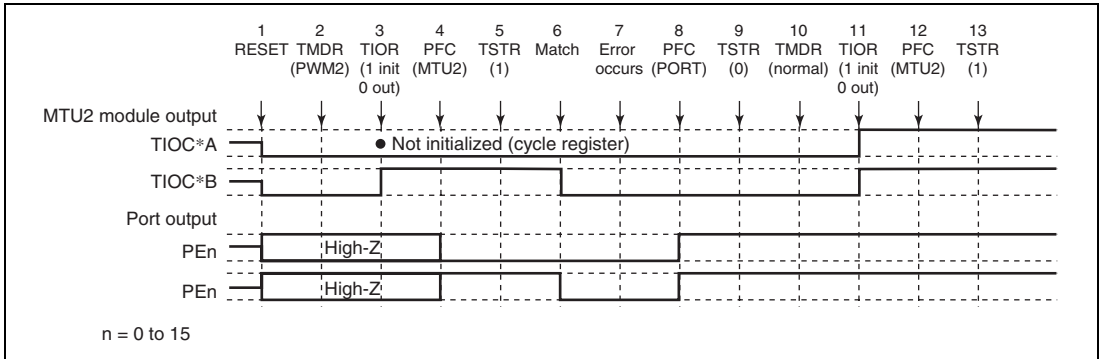 1 2 3 4 5 6 7 8 9 10 11 12 13
RESET TMDR TIOR PFC TSTR Match Error PFC TSTR TMDR TIOR PFC TSTR
(PWM2) (1 init (MTU2) (1) occurs (PORT) (0) (normal) (1 init (MTU2) (1)
0 out) 0 out)
MTU2 module output
TIOC*A
● Not initialized (cycle register)
TIOC*B
Port output
PEn
High-Z
PEn
High-Z
n = 0 to 15